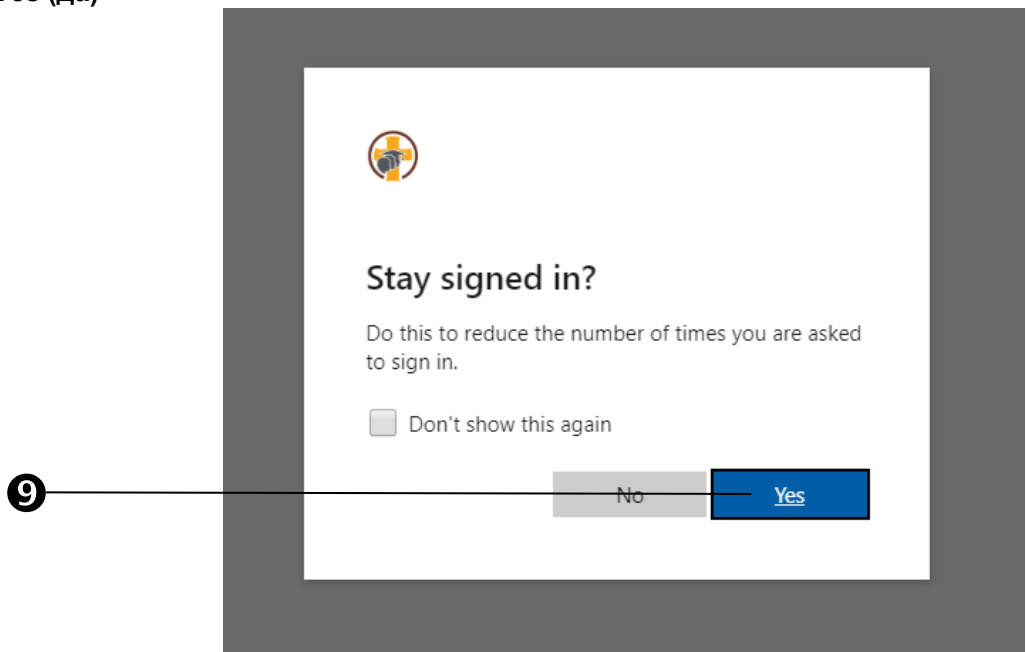 (Да)
Stay signed in?
Do this to reduce the number of times you are asked
to sign in.
Don't show this again
9
No
Yes